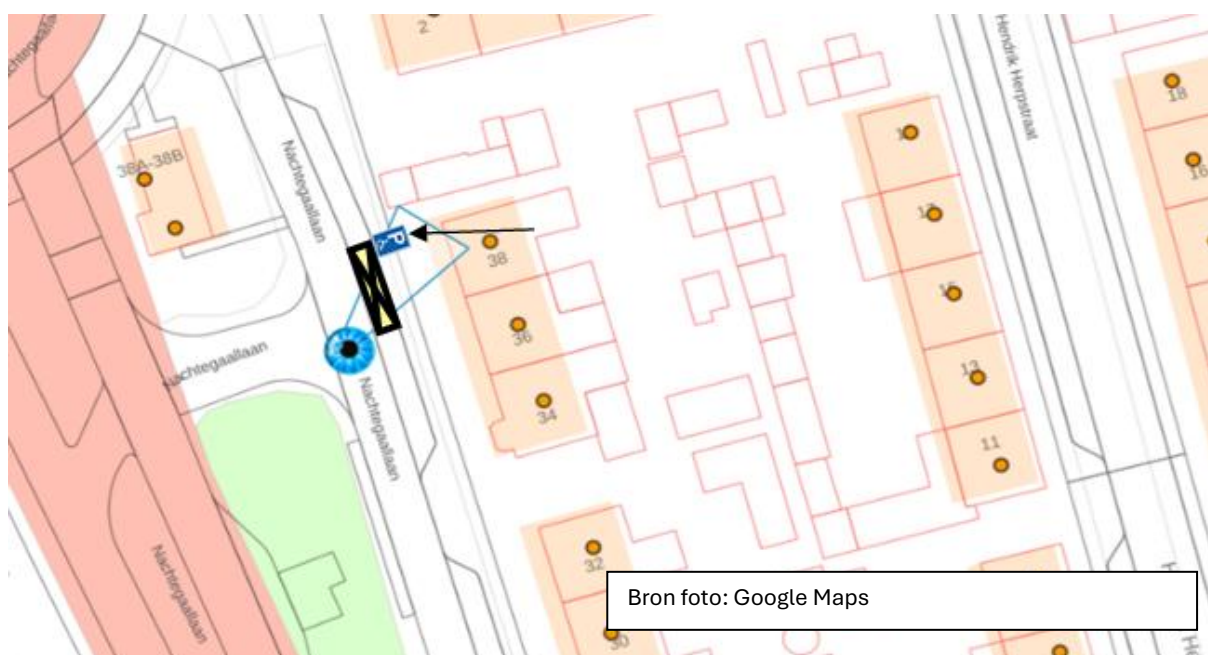 2
Hendrik Herpstraat
18
38A-38B
Nachtegaallaan
16
17
P
38
15
36
Nachtegaallaan
13
Nachtegaallaan
34
11
32
Nachtegaallaan
Bron foto: Google Maps
30